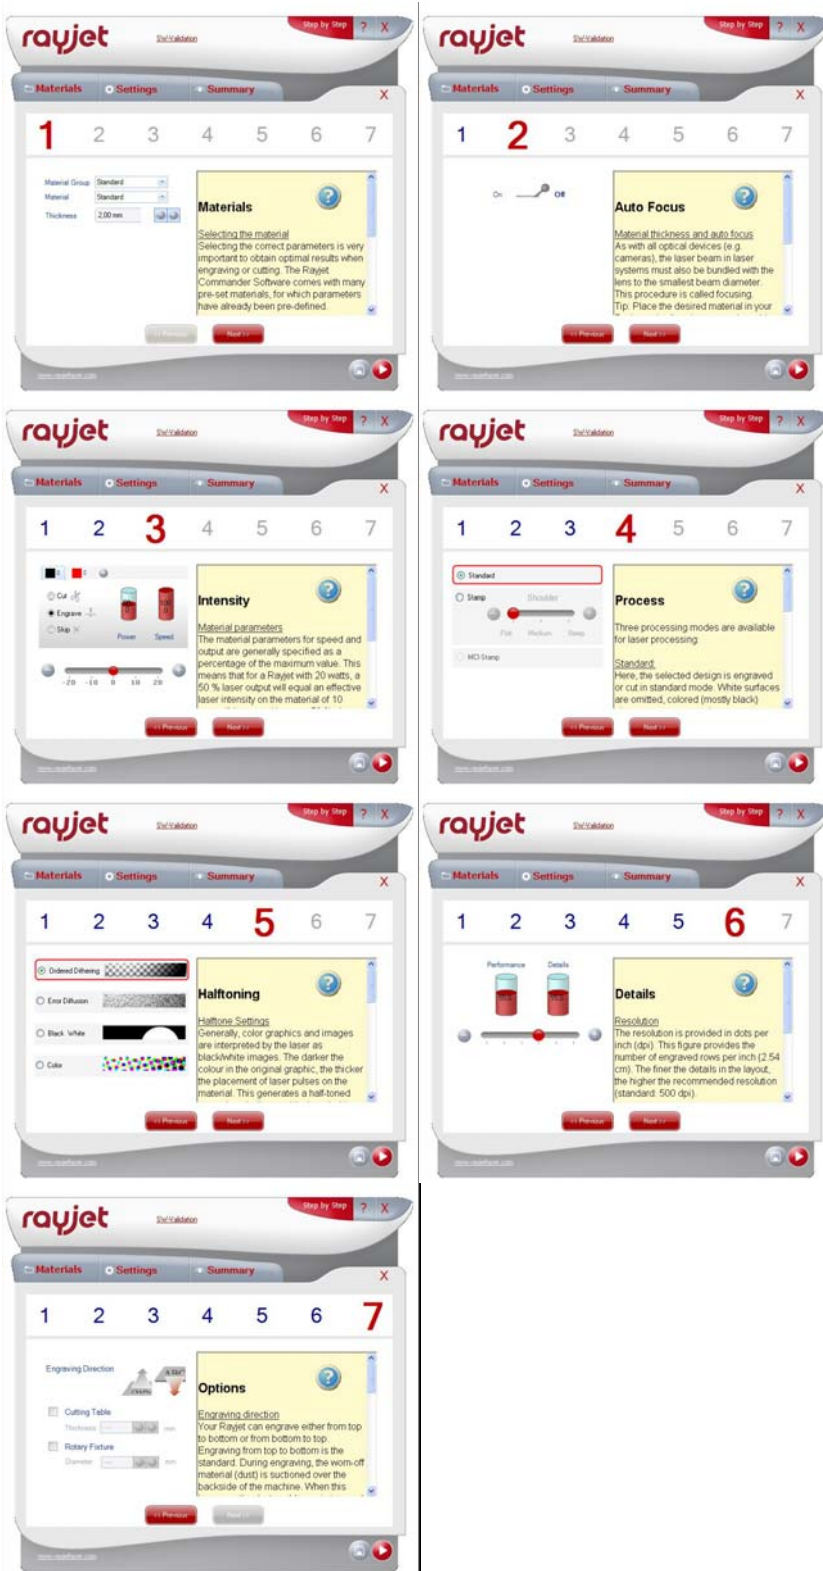 rayjet
Step by Step ? X
Materials Settings Summary
X
1 2 3 4 5 6 7
Material Group Standard
Material Standard
Thickness 2,00 mm
Materials
Selecting the material
Selecting the correct parameters is very
important to obtain optimal results when
engraving or cutting. The Rayjet
Commander Software comes with many
pre-set materials, for which parameters
have already been pre-defined.
<< Previous Next >>
rayjet
Step by Step ? X
Materials Settings Summary
X
1 2 3 4 5 6 7
On Off
Auto Focus
Material thickness and auto focus
As with all optical devices (e.g.
cameras), the laser beam in laser
systems must also be bundled with the
lens to the smallest beam diameter.
This procedure is called focusing.
Tip: Place the desired material in your
<< Previous Next >>
rayjet
Step by Step ? X
Materials Settings Summary
X
1 2 3 4 5 6 7
Cut
Engrave
Skip
Power Speed
-20 -10 0 10 20
Intensity
Material parameters
The material parameters for speed and
output are generally specified as a
percentage of the maximum value. This
means that for a Rayjet with 20 watts, a
50 % laser output will equal an effective
laser intensity on the material of 10
<< Previous Next >>
rayjet
Step by Step ? X
Materials Settings Summary
X
1 2 3 4 5 6 7
Standard
Stamp Shoulder
Flat Medium Steep
MCI-Stamp
Process
Three processing modes are available
for laser processing:
Standard:
Here, the selected design is engraved
or cut in standard mode. White surfaces
are omitted, colored (mostly black)
<< Previous Next >>
rayjet
Step by Step ? X
Materials Settings Summary
X
1 2 3 4 5 6 7
Ordered Dithering
Error Diffusion
Black White
Color
Halftoning
Halftone Settings
Generally, color graphics and images
are interpreted by the laser as
black/white images. The darker the
colour in the original graphic, the thicker
the placement of laser pulses on the
material. This generates a half-toned
<< Previous Next >>
rayjet
Step by Step ? X
Materials Settings Summary
X
1 2 3 4 5 6 7
Performance Details
Details
Resolution
The resolution is provided in dots per
inch (dpi). This figure provides the
number of engraved rows per inch (2.54
cm). The finer the details in the layout,
the higher the recommended resolution
(standard: 500 dpi).
<< Previous Next >>
rayjet
Step by Step ? X
Materials Settings Summary
X
1 2 3 4 5 6 7
Engraving Direction
Cutting Table
Thickness mm
Rotary Fixture
Diameter mm
Options
Engraving direction
Your Rayjet can engrave either from top
to bottom or from bottom to top.
Engraving from top to bottom is the
standard. During engraving, the worn-off
material (dust) is suctioned over the
backside of the machine. When this
<< Previous Next >>